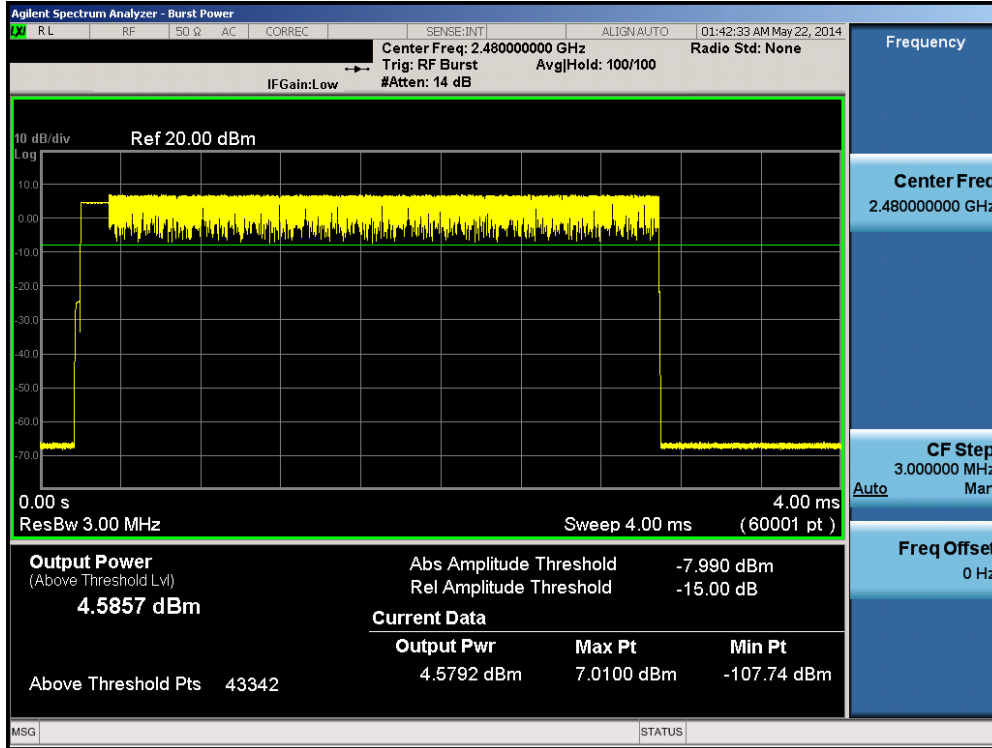 Agilent Spectrum Analyzer - Burst Power
LXI RL RF 50 Ω AC CORREC SENSE:INT ALIGN AUTO 01:42:33 AM May 22, 2014
Center Freq: 2.480000000 GHz Radio Std: None
Trig: RF Burst Avg|Hold: 100/100
IFGain:Low #Atten: 14 dB
Frequency
10 dB/div Ref 20.00 dBm
Log
10.0
0.00
-10.0
-20.0
-30.0
-40.0
-50.0
-60.0
-70.0
0.00 s 4.00 ms
ResBw 3.00 MHz Sweep 4.00 ms (60001 pt )
Center Freq
2.480000000 GHz
CF Step
3.000000 MHz
Auto Man
Freq Offset
0 Hz
Output Power
(Above Threshold Lvl)
4.5857 dBm
Above Threshold Pts 43342
Abs Amplitude Threshold -7.990 dBm
Rel Amplitude Threshold -15.00 dB
Current Data
Output Pwr Max Pt Min Pt
4.5792 dBm 7.0100 dBm -107.74 dBm
MSG STATUS